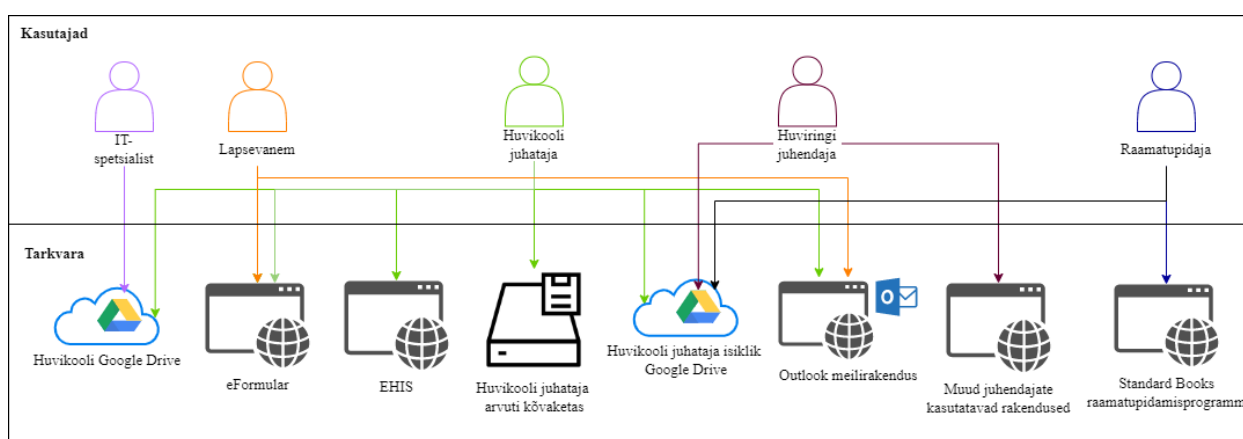 Kasutajad
IT-
spetsialist
Lapsevanem
Huvikooli
juhataja
Huviringi
juhendaja
Raamatupidaja
Tarkvara
Huvikooli Google Drive
eFormular
EHIS
Huvikooli juhataja
arvuti kõvaketas
Huvikooli juhataja isiklik
Google Drive
O
Outlook meilirakendus
Muud juhendajate
kasutatavad rakendused
Standard Books
raamatupidamisprogramm